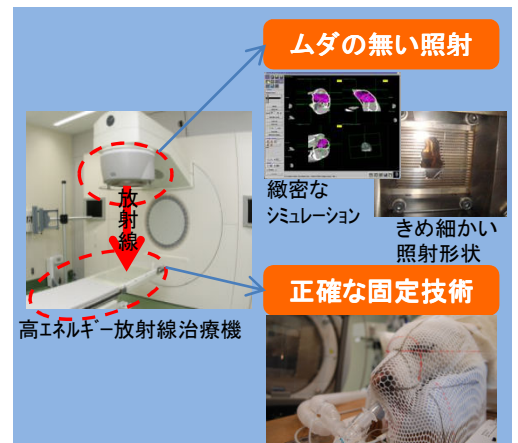 ムダの無い照射
緻密な
シミュレーション
きめ細かい
照射形状
放射線
正確な固定技術
高エネルギー放射線治療機